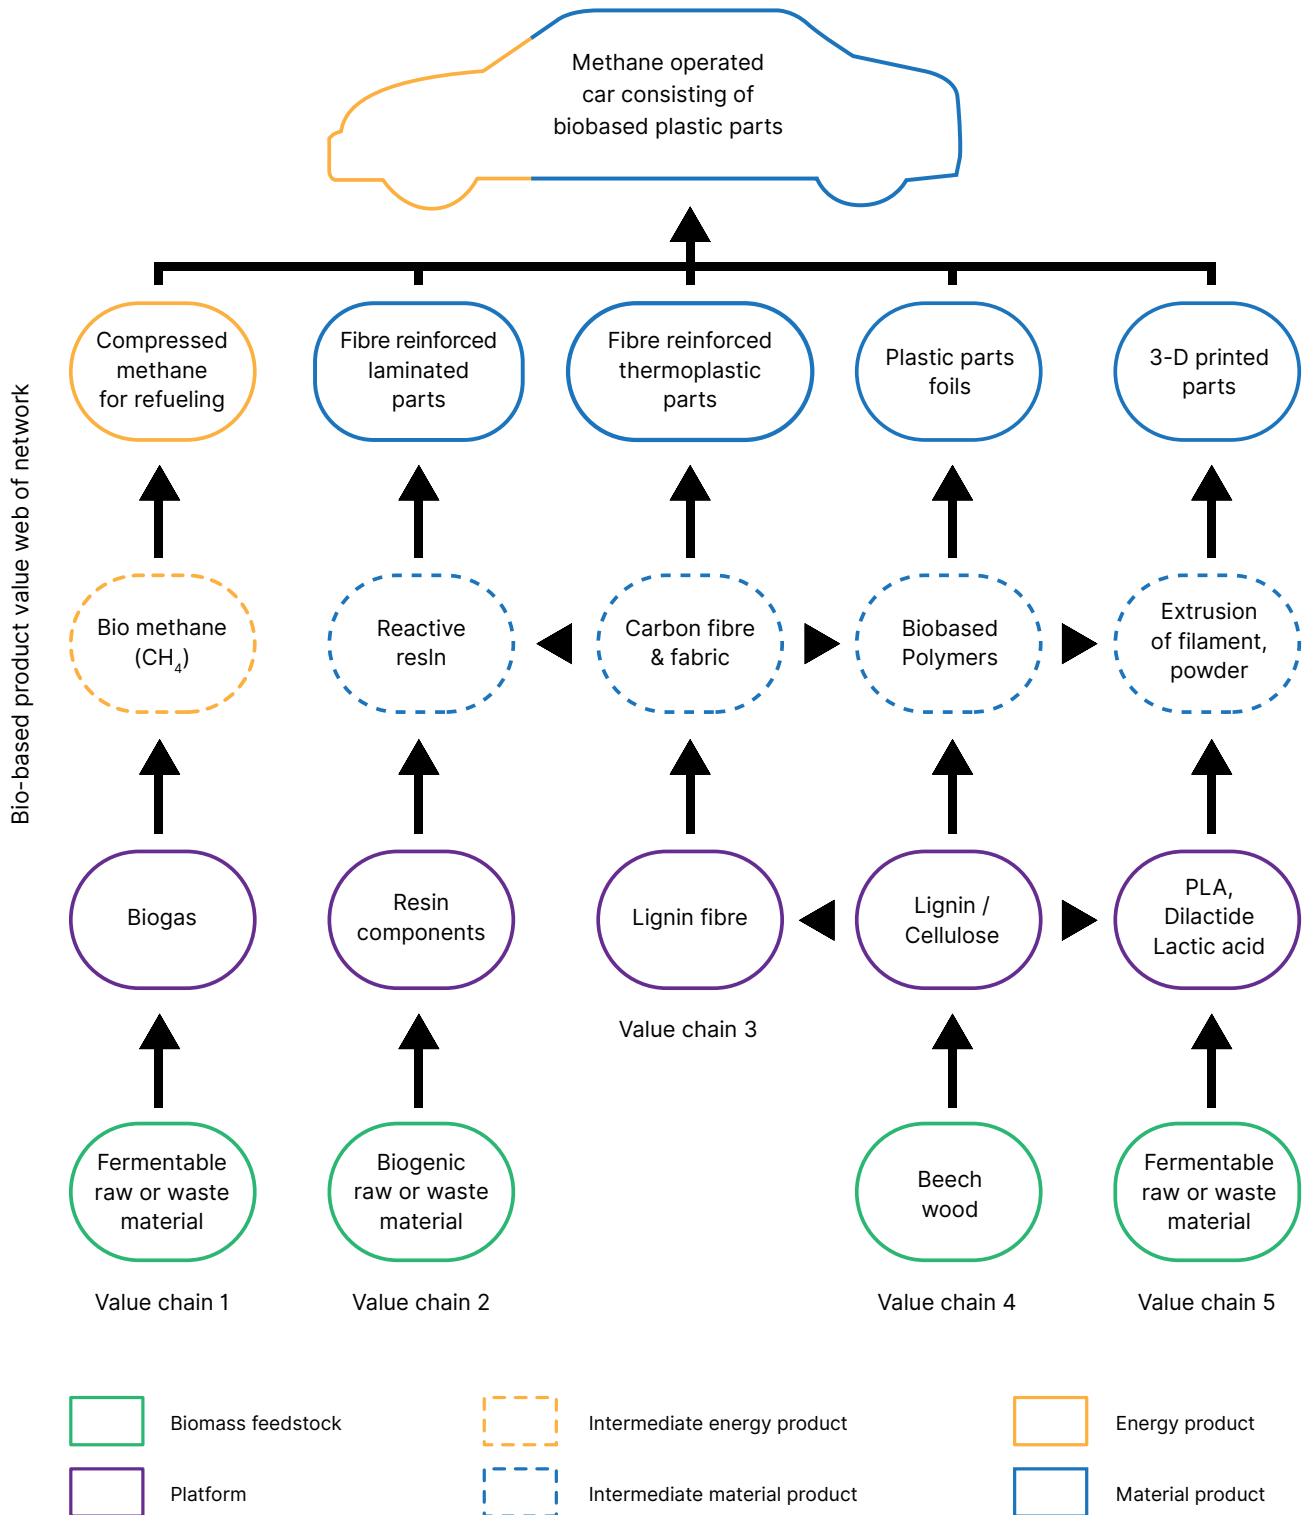 Methane operated
car consisting of
biobased plastic parts
Bio-based product value web of network
Compressed
methane
for refueling
Fibre reinforced
laminated
parts
Fibre reinforced
thermoplastic
parts
Plastic parts
foils
3-D printed
parts
Bio methane
(CH₄)
Reactive
resIn
Carbon fibre
& fabric
Biobased
Polymers
Extrusion
of filament,
powder
Biogas
Resin
components
Lignin fibre
Lignin /
Cellulose
PLA,
Dilactide
Lactic acid
Value chain 3
Fermentable
raw or waste
material
Biogenic
raw or waste
material
Beech
wood
Fermentable
raw or waste
material
Value chain 1
Value chain 2
Value chain 4
Value chain 5
Biomass feedstock
Intermediate energy product
Energy product
Platform
Intermediate material product
Material product